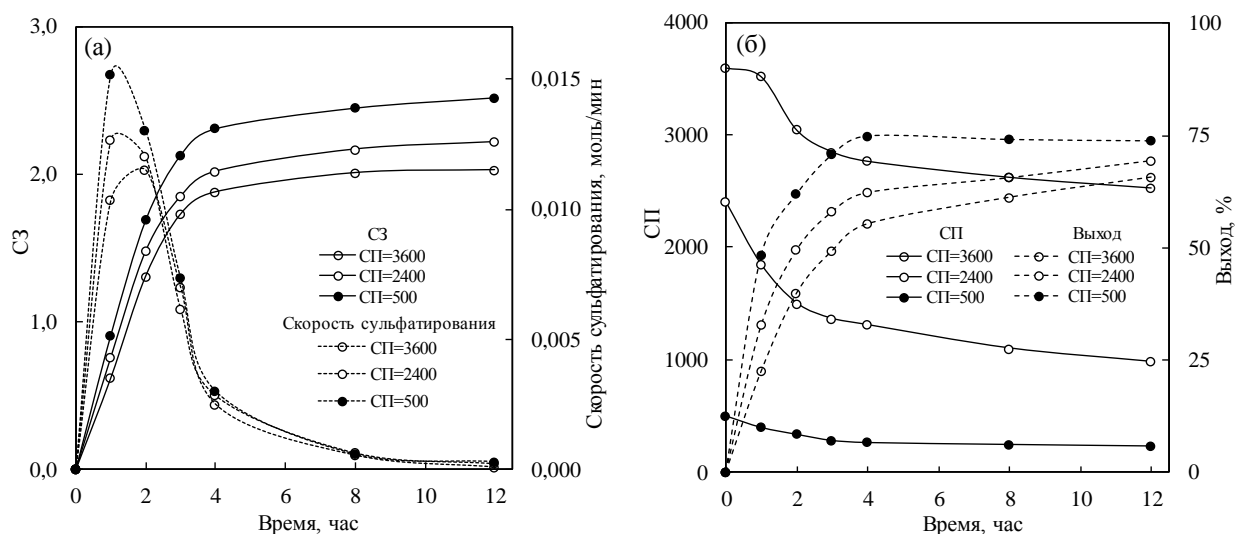 (а)
3,0
2,0
1,0
0,0
СЗ
0,015
0,010
0,005
0,000
Скорость сульфатирования, моль/мин
СЗ
СП=3600
СП=2400
СП=500
Скорость сульфатирования
СП=3600
СП=2400
СП=500
0 2 4 6 8 10 12
Время, час
(б)
4000
3000
2000
1000
0
СП
100
75
50
25
0
Выход, %
СП Выход
СП=3600 СП=3600
СП=2400 СП=2400
СП=500 СП=500
0 2 4 6 8 10 12
Время, час